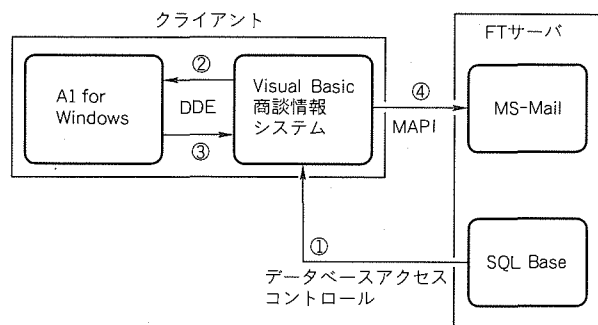 クライアント
FTサーバ
A1 for
Windows
②
DDE
③
Visual Basic
商談情報
システム
④
MAPI
MS-Mail
①
データベースアクセス
コントロール
SQL Base